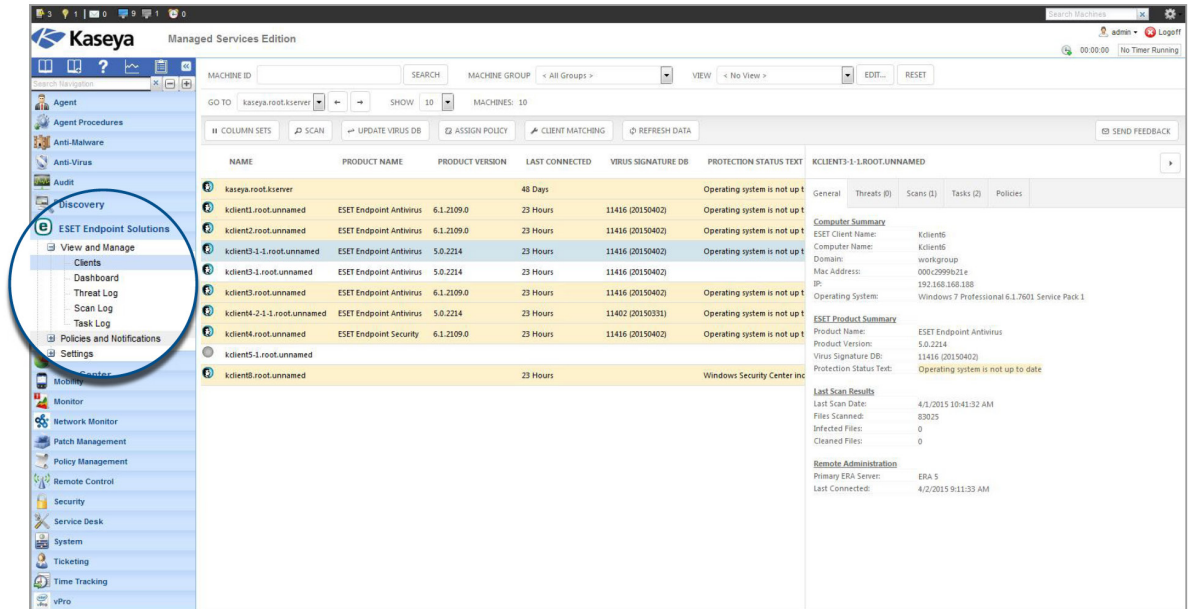 3 1 0 9 1 0 Search Machines
Kaseya Managed Services Edition admin Logoff
00:00:00 No Timer Running
Search Navigation
Agent
Agent Procedures
Anti-Malware
Anti-Virus
Audit
Discovery
ESET Endpoint Solutions
View and Manage
Clients
Dashboard
Threat Log
Scan Log
Task Log
Policies and Notifications
Settings
Mobility
Monitor
Network Monitor
Patch Management
Policy Management
Remote Control
Security
Service Desk
System
Ticketing
Time Tracking
vPro
MACHINE ID SEARCH MACHINE GROUP < All Groups > VIEW < No View > EDIT... RESET
GO TO kaseya.root.kserver SHOW 10 MACHINES: 10
COLUMN SETS SCAN UPDATE VIRUS DB ASSIGN POLICY CLIENT MATCHING REFRESH DATA SEND FEEDBACK
NAME PRODUCT NAME PRODUCT VERSION LAST CONNECTED VIRUS SIGNATURE DB PROTECTION STATUS TEXT
kaseya.root.kserver 48 Days Operating system is not up t
kclient1.root.unnamed ESET Endpoint Antivirus 6.1.2109.0 23 Hours 11416 (20150402) Operating system is not up t
kclient2.root.unnamed ESET Endpoint Antivirus 6.1.2109.0 23 Hours 11416 (20150402) Operating system is not up t
kclient3-1-1.root.unnamed ESET Endpoint Antivirus 5.0.2214 23 Hours 11416 (20150402) Operating system is not up t
kclient3-1.root.unnamed ESET Endpoint Antivirus 5.0.2214 23 Hours 11416 (20150402)
kclient3.root.unnamed ESET Endpoint Antivirus 6.1.2109.0 23 Hours 11416 (20150402) Operating system is not up t
kclient4-2-1-1.root.unnamed ESET Endpoint Antivirus 5.0.2214 23 Hours 11402 (20150331) Operating system is not up t
kclient4.root.unnamed ESET Endpoint Security 6.1.2109.0 23 Hours 11416 (20150402) Operating system is not up t
kclient5-1.root.unnamed
kclient8.root.unnamed 23 Hours Windows Security Center inc
KCLIENT3-1-1.ROOT.UNNAMED
General Threats (0) Scans (1) Tasks (2) Policies
Computer Summary
ESET Client Name: Kclient6
Computer Name: Kclient6
Domain: workgroup
Mac Address: 000c2999b21e
IP: 192.168.168.188
Operating System: Windows 7 Professional 6.1.7601 Service Pack 1
ESET Product Summary
Product Name: ESET Endpoint Antivirus
Product Version: 5.0.2214
Virus Signature DB: 11416 (20150402)
Protection Status Text: Operating system is not up to date
Last Scan Results
Last Scan Date: 4/1/2015 10:41:32 AM
Files Scanned: 83025
Infected Files: 0
Cleaned Files: 0
Remote Administration
Primary ERA Server: ERA 5
Last Connected: 4/2/2015 9:11:33 AM